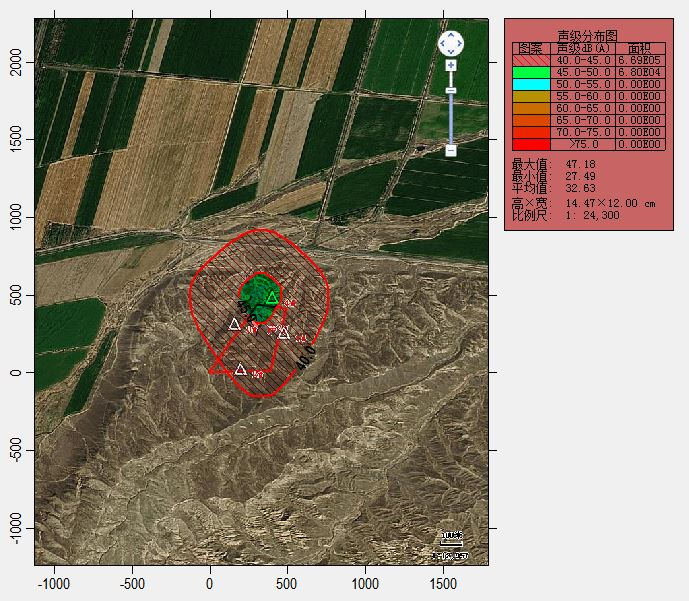 声级分布图
图案 声级dB(A) 面积
40.0-45.0 6.69E05
45.0-50.0 6.80E04
50.0-55.0 0.00E00
55.0-60.0 0.00E00
60.0-65.0 0.00E00
65.0-70.0 0.00E00
70.0-75.0 0.00E00
>75.0 0.00E00
最大值: 47.18
最小值: 27.49
平均值: 32.63
高×宽: 14.47×12.00 cm
比例尺: 1: 24,300
2000
1500
1000
500
0
-500
-1000
45.0
40.0
-1000 -500 0 500 1000 1500